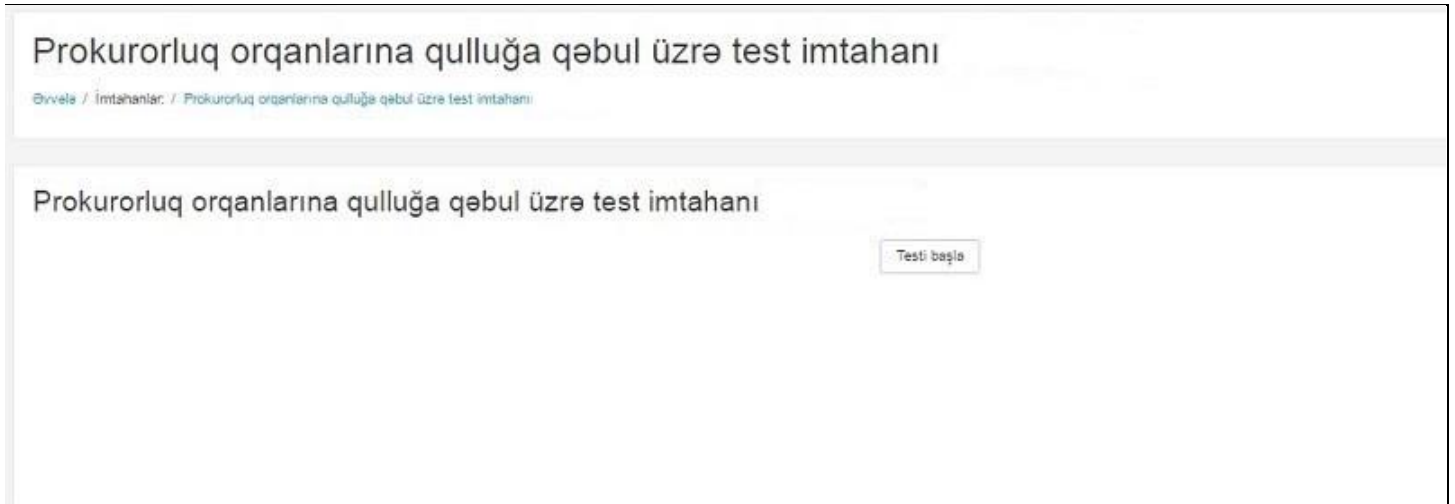 Prokurorluq orqanlarına qulluğa qəbul üzrə test imtahanı
Əvvələ / İmtahanlar. / Prokurorluq orqanlarına qulluğa qəbul üzrə test imtahanı
Prokurorluq orqanlarına qulluğa qəbul üzrə test imtahanı
Testi başla